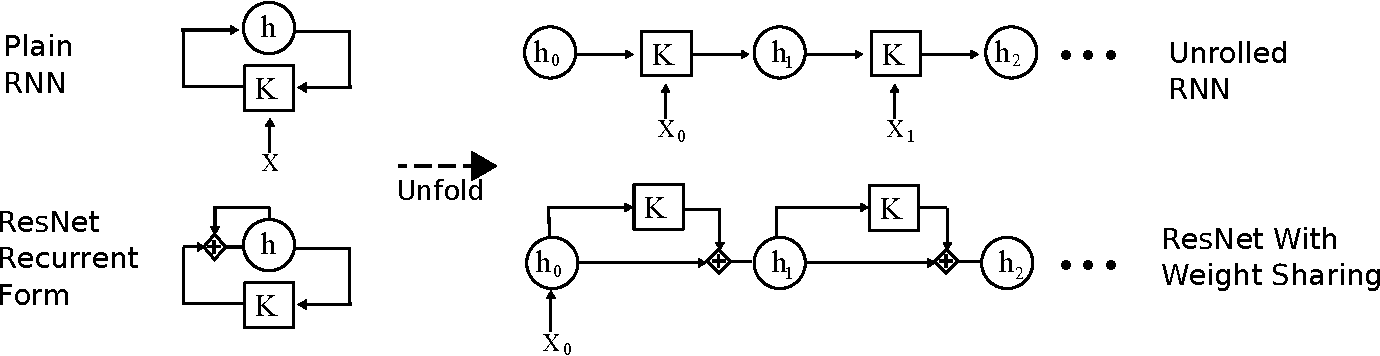 Plain
RNN
h
K
X
h₀
K
h₁
K
h₂
X₀
X₁
Unrolled
RNN
Unfold
ResNet
Recurrent
Form
+
h
K
K
K
h₀
+
h₁
+
h₂
X₀
ResNet With
Weight Sharing